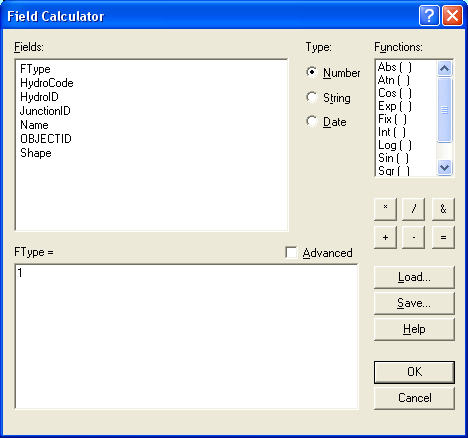 Field Calculator
Fields:
Type:
Functions:
FType
HydroCode
HydroID
JunctionID
Name
OBJECTID
Shape
Number
String
Date
Abs ( )
Atn ( )
Cos ( )
Exp ( )
Fix ( )
Int ( )
Log ( )
Sin ( )
Sqr ( )
* / &
+ - =
FType =
Advanced
1
Load...
Save...
Help
OK
Cancel